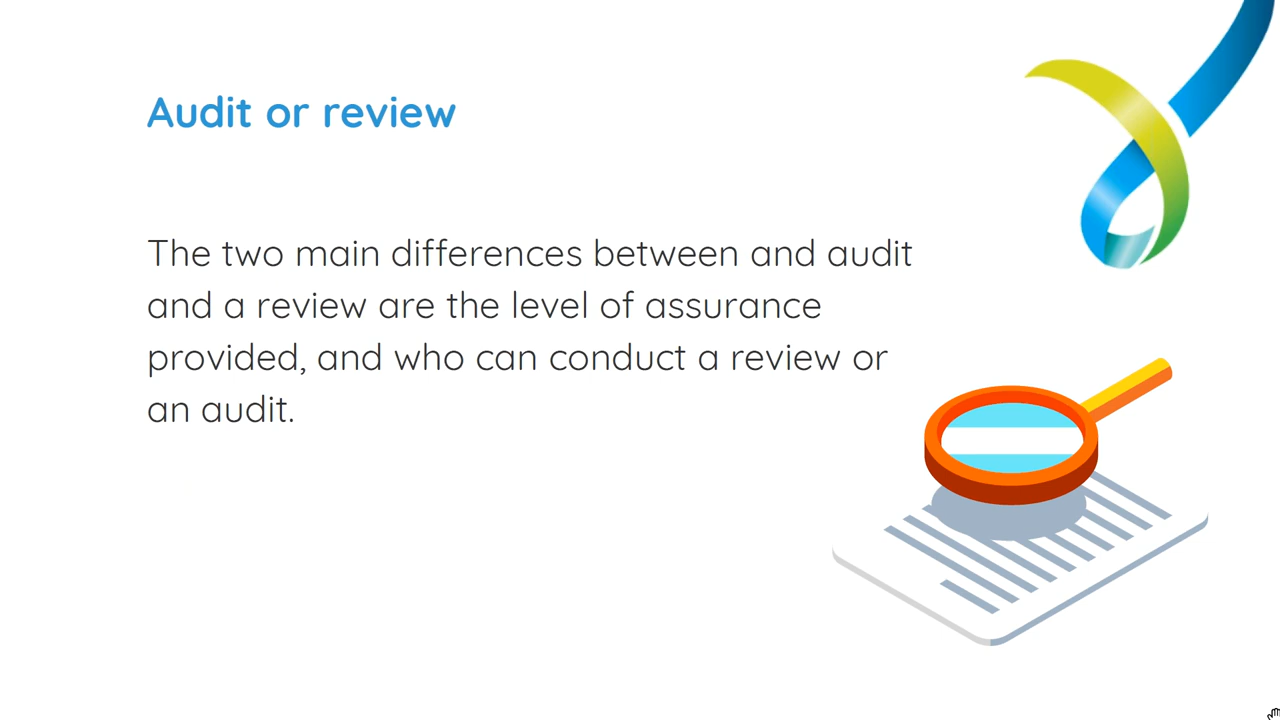 Audit or review
The two main differences between and audit
and a review are the level of assurance
provided, and who can conduct a review or
an audit.